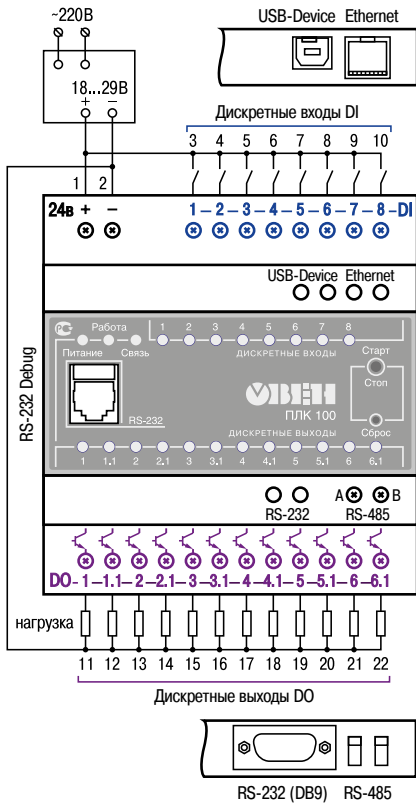 ~220В
USB-Device Ethernet
18...29В
+ −
Дискретные входы DI
3 4 5 6 7 8 9 10
1 2
24в + −
1–2–3–4–5–6–7–8–DI
USB-Device Ethernet
RS-232 Debug
Работа
1 2 3 4 5 6 7 8
Питание Связь
ДИСКРЕТНЫЕ ВХОДЫ
Старт
Стоп
ОВЕН
ПЛК 100
RS-232
ДИСКРЕТНЫЕ ВЫХОДЫ
Сброс
1 1.1 2 2.1 3 3.1 4 4.1 5 5.1 6 6.1
A B
RS-232 RS-485
DO-1–1.1–2–2.1–3–3.1–4–4.1–5–5.1–6–6.1
нагрузка
11 12 13 14 15 16 17 18 19 20 21 22
Дискретные выходы DO
RS-232 (DB9) RS-485